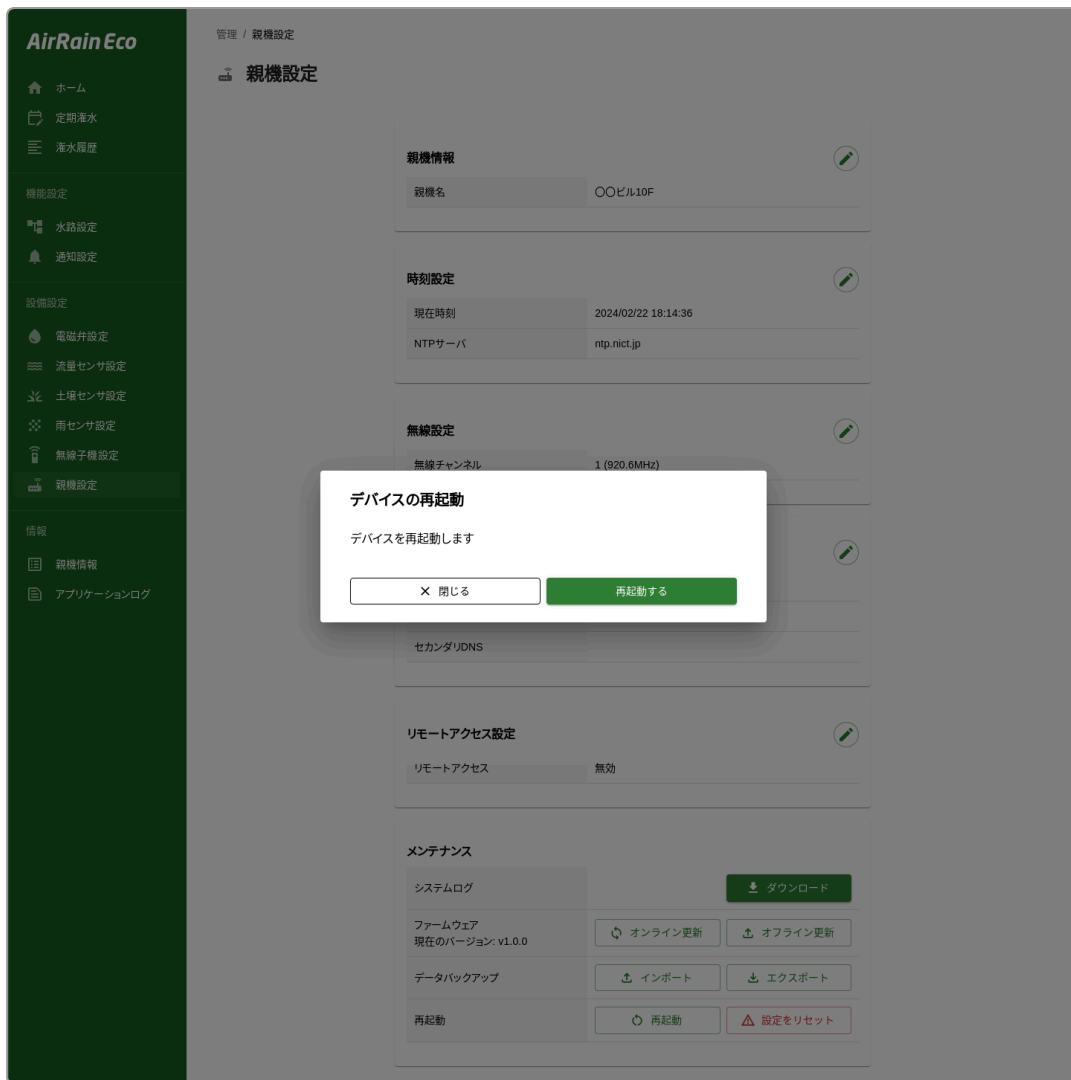 AirRain Eco
ホーム
定期潅水
潅水履歴
機能設定
水路設定
通知設定
設備設定
電磁弁設定
流量センサ設定
土壌センサ設定
雨センサ設定
無線子機設定
親機設定
情報
親機情報
アプリケーションログ
管理 / 親機設定
親機設定
親機情報
親機名 〇〇ビル10F
時刻設定
現在時刻 2024/02/22 18:14:36
NTPサーバ ntp.nict.jp
無線設定
無線チャンネル 1 (920.6MHz)
デバイスの再起動
デバイスを再起動します
× 閉じる 再起動する
セカンダリDNS
リモートアクセス設定
リモートアクセス 無効
メンテナンス
システムログ ダウンロード
ファームウェア
現在のバージョン: v1.0.0 オンライン更新 オフライン更新
データバックアップ インポート エクスポート
再起動 再起動 設定をリセット